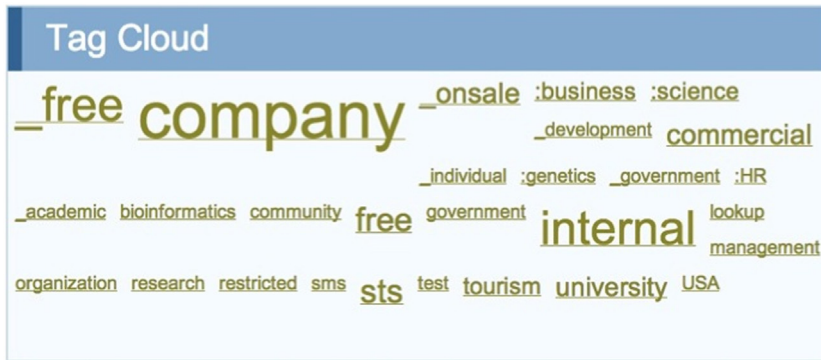 Tag Cloud
_free company _onsale :business :science
_development commercial
_individual :genetics _government :HR
_academic bioinformatics community free government internal lookup
management
organization research restricted sms sts test tourism university USA